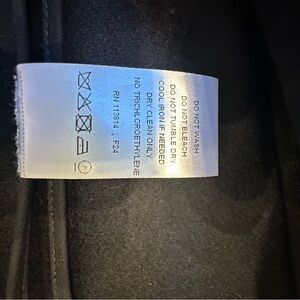 DO NOT WASH
DO NOT BLEACH
DO NOT TUMBLE DRY
COOL IRON IF NEEDED
DRY CLEAN ONLY
NO TRICHLOROETHYLENE
RN 113814 , F24